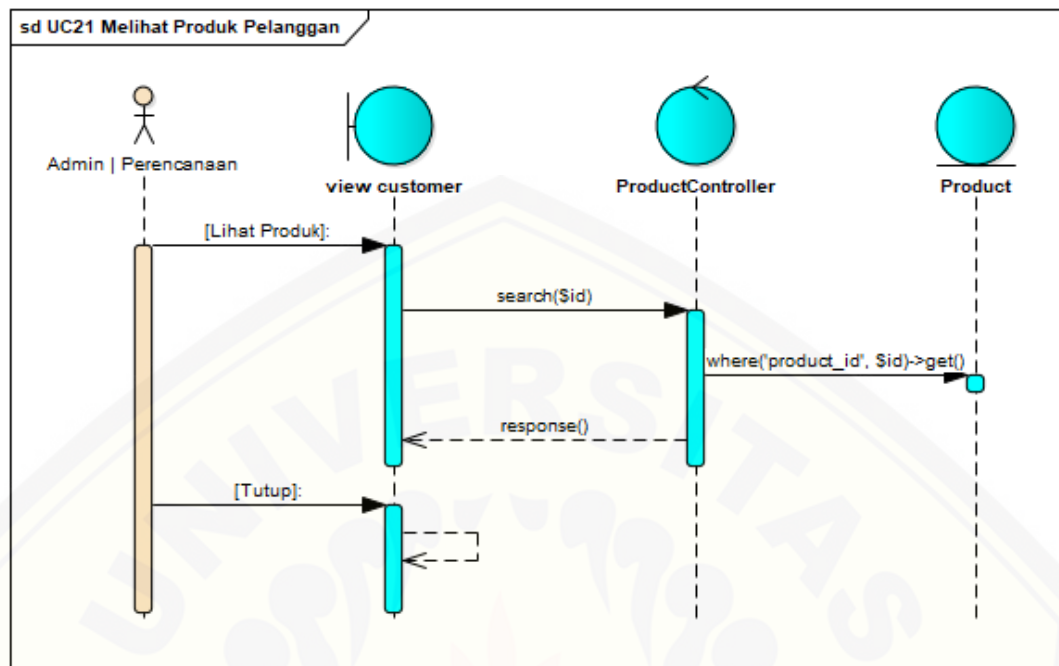 sd UC21 Melihat Produk Pelanggan
Admin | Perencanaan
view customer
ProductController
Product
[Lihat Produk]:
search($id)
where('product_id', $id)->get()
response()
[Tutup]:
UNIVERSITAS